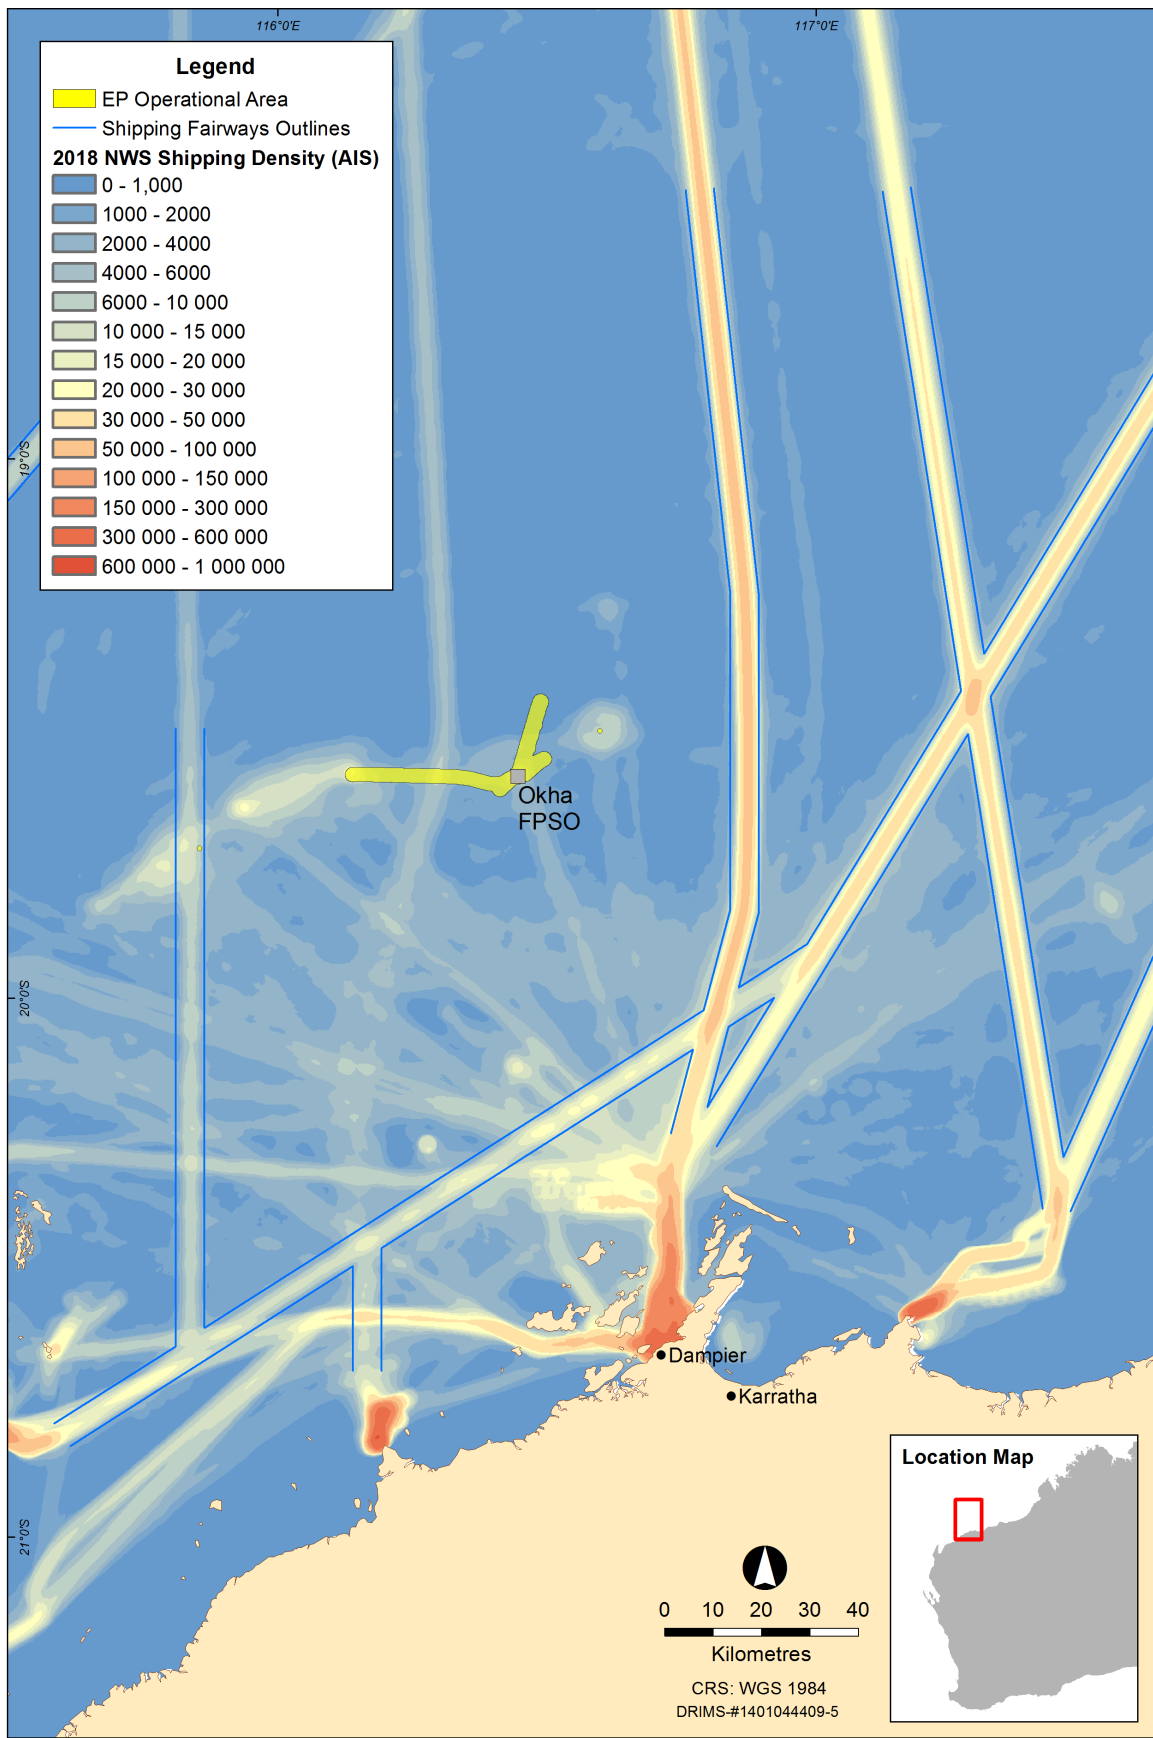 116°0'E
117°0'E
Legend
EP Operational Area
Shipping Fairways Outlines
2018 NWS Shipping Density (AIS)
0 - 1,000
1000 - 2000
2000 - 4000
4000 - 6000
6000 - 10 000
10 000 - 15 000
15 000 - 20 000
20 000 - 30 000
30 000 - 50 000
50 000 - 100 000
100 000 - 150 000
150 000 - 300 000
300 000 - 600 000
600 000 - 1 000 000
19°0'S
Okha
FPSO
20°0'S
Dampier
Karratha
21°0'S
Location Map
0 10 20 30 40
Kilometres
CRS: WGS 1984
DRIMS-#1401044409-5